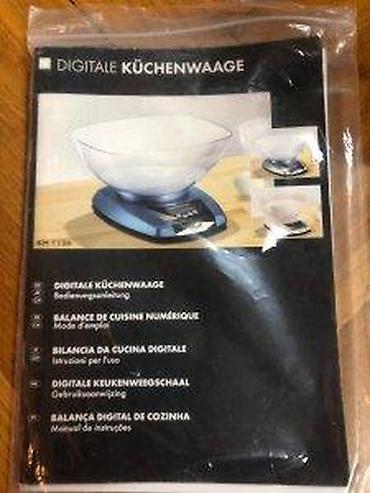 DIGITALE KÜCHENWAAGE
KH 1156
DIGITALE KÜCHENWAAGE
Bedienungsanleitung
BALANCE DE CUISINE NUMÉRIQUE
Mode d'emploi
BILANCIA DA CUCINA DIGITALE
Istruzioni per l'uso
DIGITALE KEUKENWEEGSCHAAL
Gebruiksaanwijzing
BALANÇA DIGITAL DE COZINHA
Manual de instruções